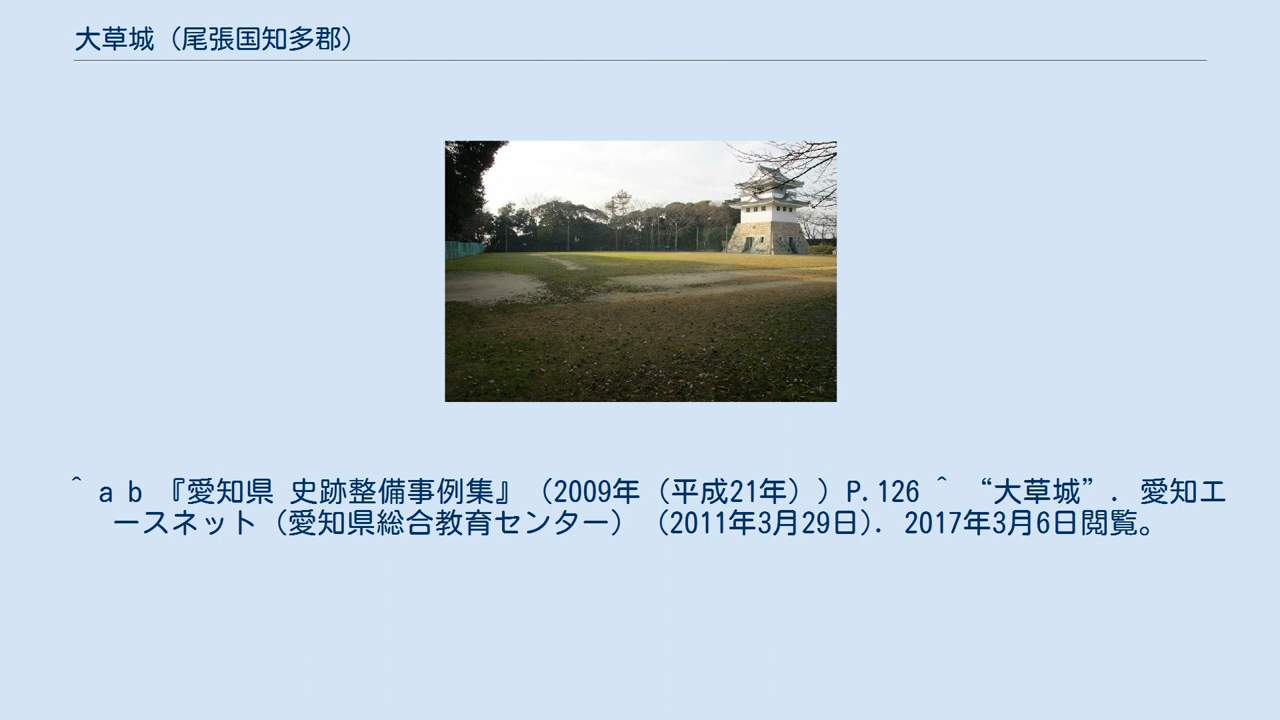 大草城（尾張国知多郡）
^ a b 『愛知県 史跡整備事例集』（2009年（平成21年））P.126 ^ “大草城”. 愛知エ
ースネット（愛知県総合教育センター）（2011年3月29日）. 2017年3月6日閲覧。